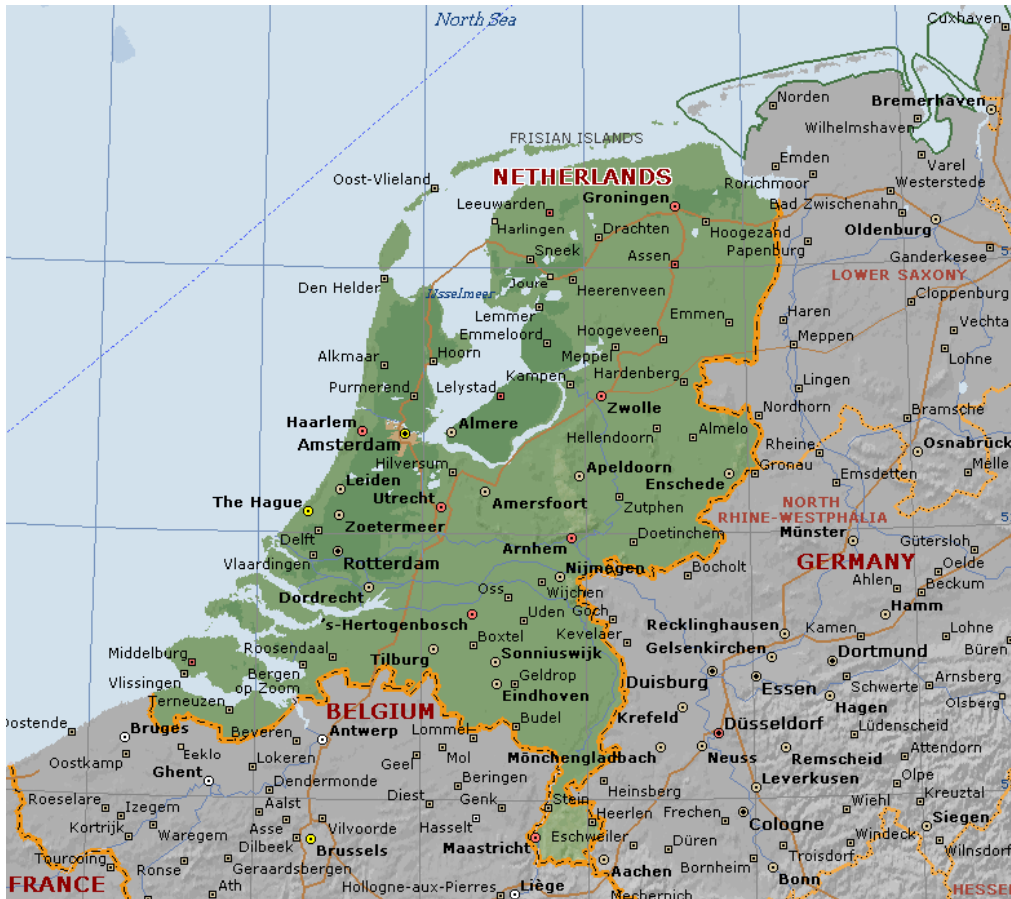 North Sea
Cuxhaven
Norden
Bremerhaven
Wilhelmshaven
FRISIAN ISLANDS
Emden
Varel
Oost-Vlieland
NETHERLANDS
Rorichmoor
Westerstede
Leeuwarden
Groningen
Bad Zwischenahn
Harlingen
Drachten
Hoogezand
Oldenburg
Sneek
Papenburg
Assen
Ganderkesee
5
LOWER SAXONY
Den Helder
IJsselmeer
Joure
Heerenveen
Cloppenburg
Lemmer
Emmen
Haren
Emmeloord
Hoogeveen
Meppen
Vechta
Alkmaar
Hoorn
Meppel
Lohne
Purmerend
Lelystad
Kampen
Hardenberg
Lingen
Zwolle
Nordhorn
Bramsche
Haarlem
Almere
Hellendoorn
Almelo
Amsterdam
Rheine
Osnabrück
Hilversum
Apeldoorn
Enschede
Gronau
Melle
Leiden
Emsdetten
The Hague
Utrecht
Amersfoort
Zutphen
NORTH
RHINE-WESTPHALIA
5
Zoetermeer
Münster
Delft
Arnhem
Doetinchem
Gütersloh
Vlaardingen
Rotterdam
GERMANY
Nijmegen
Bocholt
Oelde
Ahlen
Beckum
Dordrecht
Oss
Wijchen
Hamm
's-Hertogenbosch
Uden
Goch
Recklinghausen
Kamen
Lohne
Boxtel
Kevelaer
Gelsenkirchen
Büren
Middelburg
Roosendaal
Tilburg
Sonniuswijk
Dortmund
Vlissingen
Bergen
op Zoom
Geldrop
Duisburg
Essen
Schwerte
Arnsberg
Terneuzen
Eindhoven
Hagen
Olsberg
BELGIUM
Krefeld
Oostende
Bruges
Beveren
Antwerp
Lommel
Budel
Düsseldorf
Lüdenscheid
Oostkamp
Eeklo
Lokeren
Geel
Mol
Mönchengladbach
Neuss
Remscheid
Attendorn
Ghent
Dendermonde
Beringen
Leverkusen
Olpe
5
Roeselare
Izegem
Aalst
Diest
Genk
Stein
Heinsberg
Frechen
Wiehl
Kreuztal
Kortrijk
Waregem
Asse
Vilvoorde
Hasselt
Heerlen
Cologne
Siegen
Dilbeek
Brussels
Maastricht
Eschweiler
Düren
Windeck
Wilnsdorf
Tourcoing
Ronse
Geraardsbergen
Aachen
Bornheim
Troisdorf
FRANCE
Ath
Hollogne-aux-Pierres
Liège
Mechernich
Bonn
HESSE